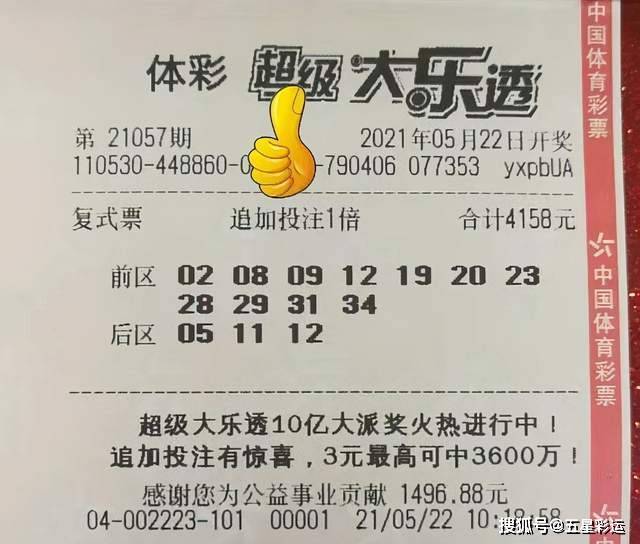 体彩 超级大乐透
第 21057期 2021年05月22日开奖
110530-448860-0 -790406 077353 yxpbUA
复式票 追加投注1倍 合计4158元
前区 02 08 09 12 19 20 23
28 29 31 34
后区 05 11 12
超级大乐透10亿大派奖火热进行中！
追加投注有惊喜，3元最高可中3600万！
感谢您为公益事业贡献 1496.88元
04-002223-101 00001 21/05/22 10:18:58
中国体育彩票
中国体育彩票
中国体
搜狐号@五星彩运